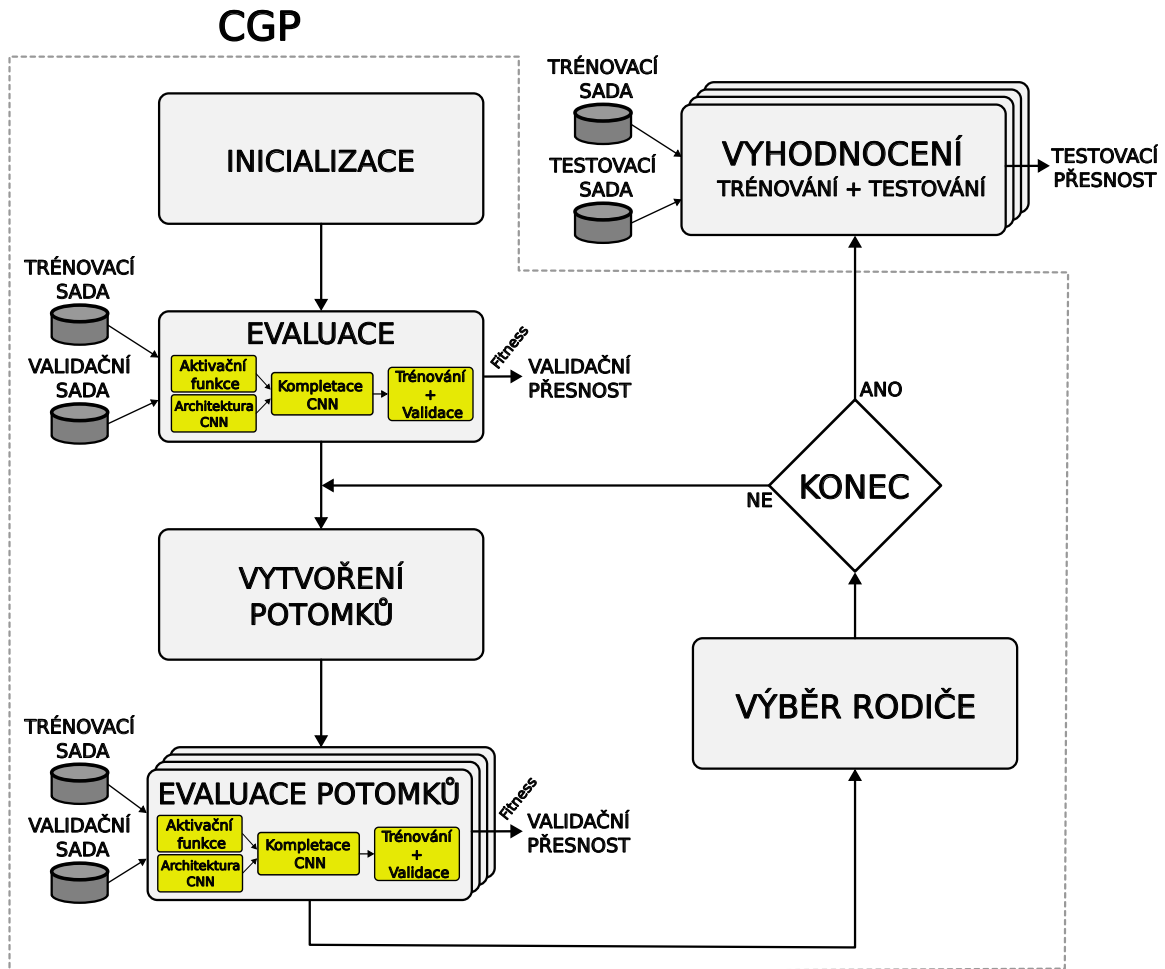 CGP
INICIALIZACE
TRÉNOVACÍ
SADA
VALIDAČNÍ
SADA
EVALUACE
Aktivační
funkce
Architektura
CNN
Kompletace
CNN
Trénování
+
Validace
Fitness
VALIDAČNÍ
PŘESNOST
VYTVOŘENÍ
POTOMKŮ
TRÉNOVACÍ
SADA
VALIDAČNÍ
SADA
EVALUACE POTOMKŮ
Aktivační
funkce
Architektura
CNN
Kompletace
CNN
Trénování
+
Validace
Fitness
VALIDAČNÍ
PŘESNOST
VÝBĚR RODIČE
KONEC
NE
ANO
TRÉNOVACÍ
SADA
TESTOVACÍ
SADA
VYHODNOCENÍ
TRÉNOVÁNÍ + TESTOVÁNÍ
TESTOVACÍ
PŘESNOST